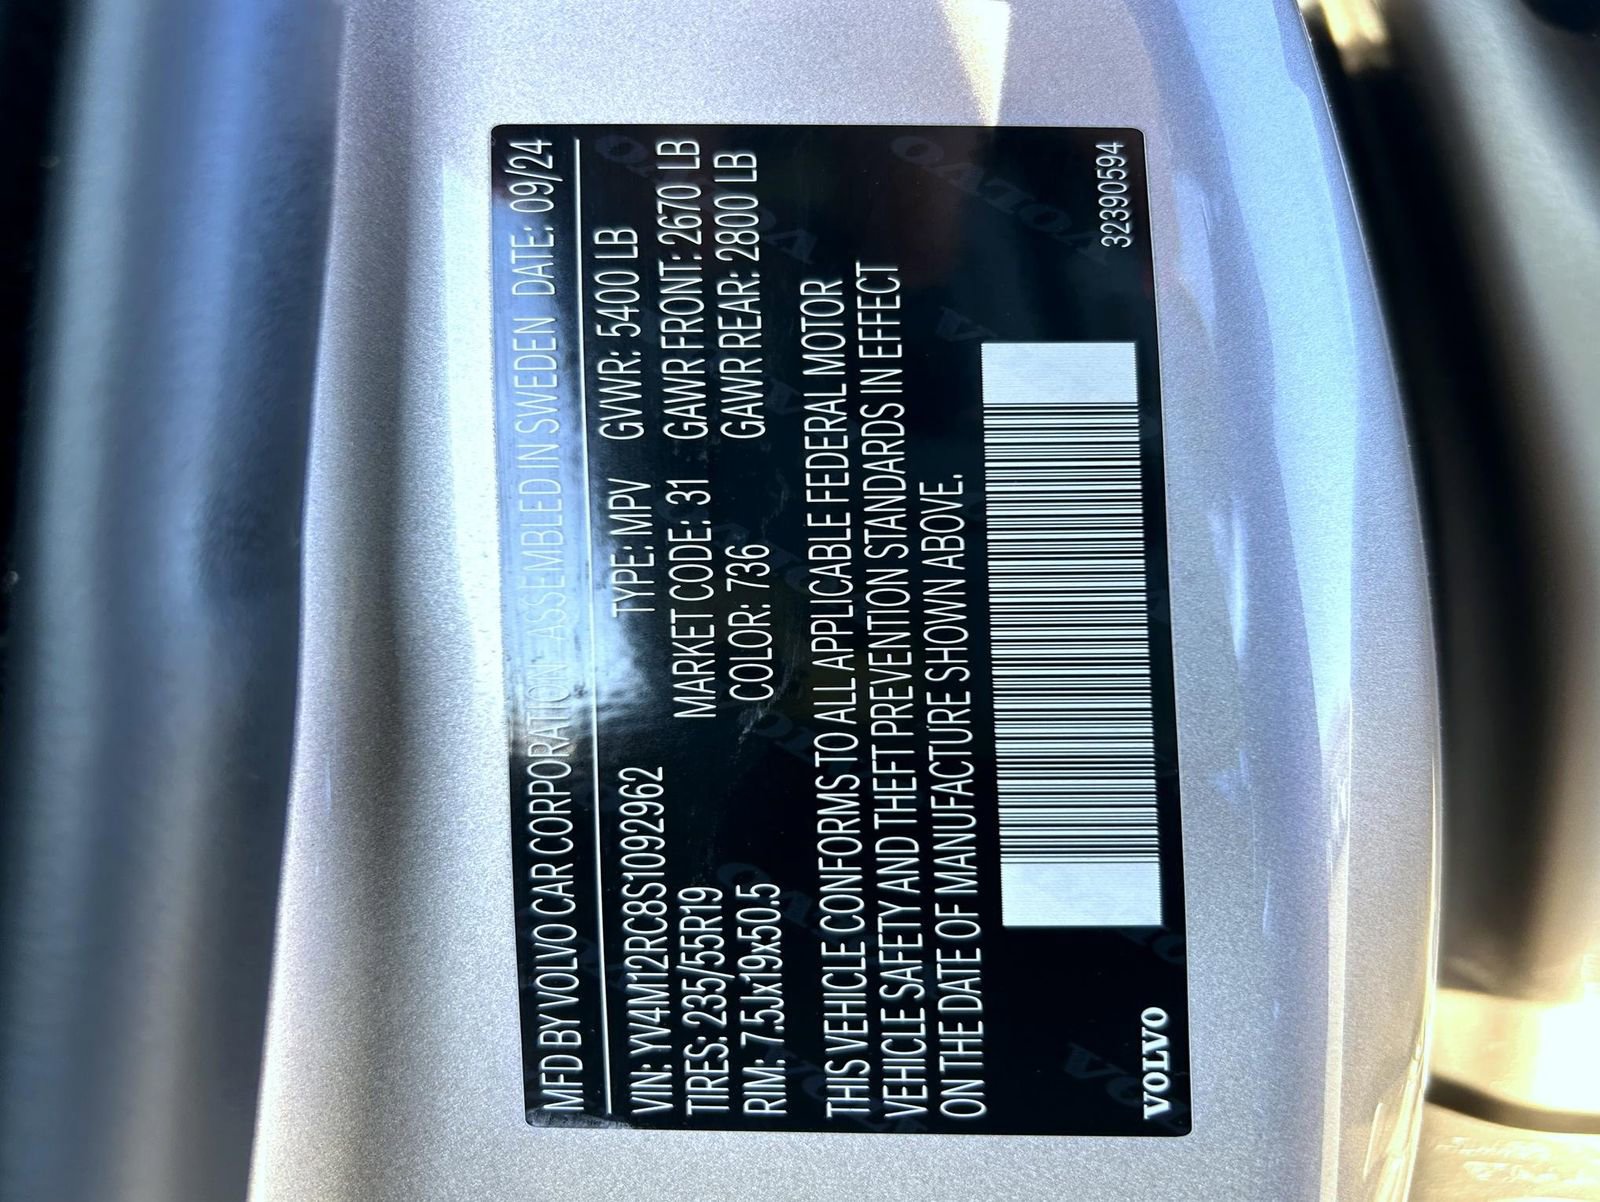 MFD BY VOLVO CAR CORPORATION ASSEMBLED IN SWEDEN DATE: 09/24
VIN: YV4M12RC8S1092962 TYPE: MPV GVWR: 5400 LB
TIRES: 235/55R19 MARKET CODE: 31 GAWR FRONT: 2670 LB
RIM: 7.5Jx19x50.5 COLOR: 736 GAWR REAR: 2800 LB
THIS VEHICLE CONFORMS TO ALL APPLICABLE FEDERAL MOTOR
VEHICLE SAFETY AND THEFT PREVENTION STANDARDS IN EFFECT
ON THE DATE OF MANUFACTURE SHOWN ABOVE.
VOLVO 32390594